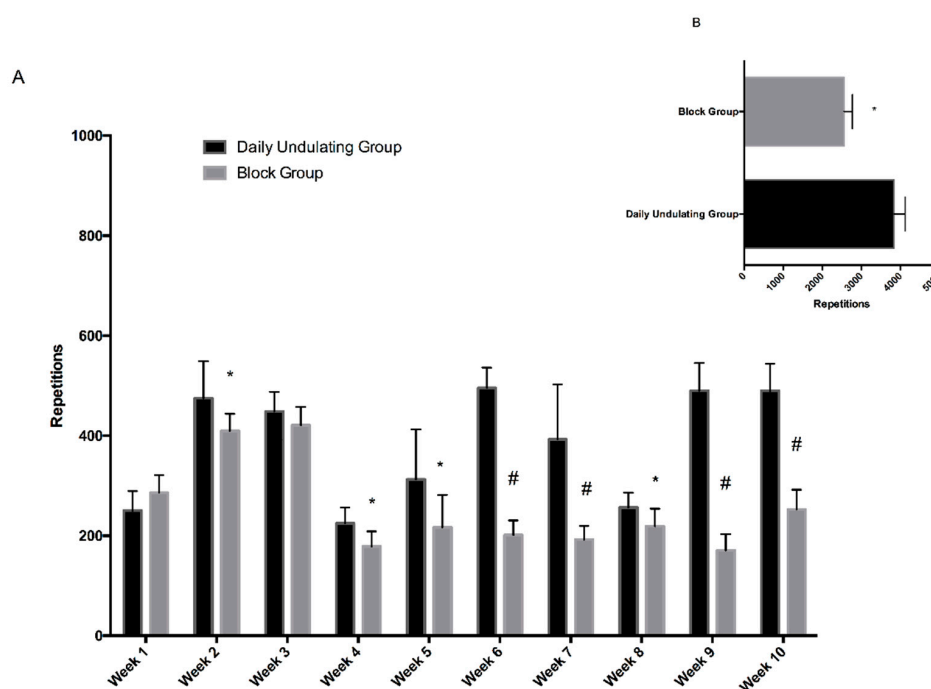 B
A
Block Group
*
Daily Undulating Group
0
1000
2000
3000
4000
Repetitions
1000
800
600
400
200
0
Repetitions
Daily Undulating Group
Block Group
*
*
*
#
#
*
#
#
Week 1
Week 2
Week 3
Week 4
Week 5
Week 6
Week 7
Week 8
Week 9
Week 10